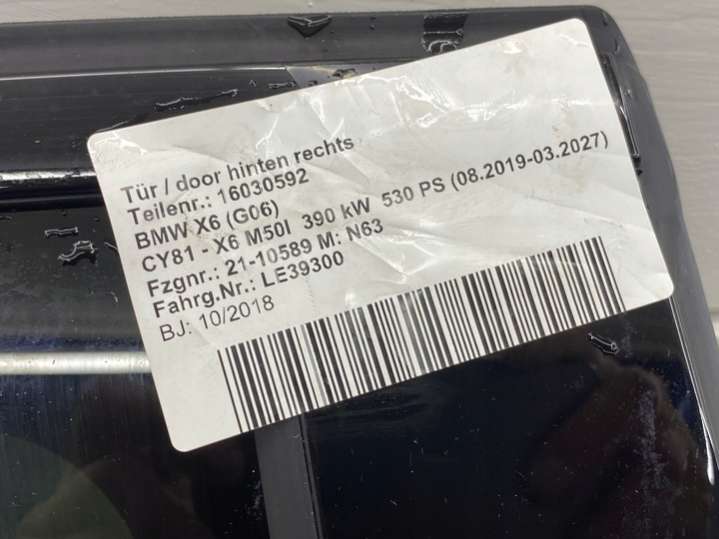 Tür / door hinten rechts
Teilenr.: 16030592
BMW X6 (G06)
CY81 - X6 M50I 390 kW 530 PS (08.2019-03.2027)
Fzgnr.: 21-10589 M: N63
Fahrg.Nr.: LE39300
BJ: 10/2018